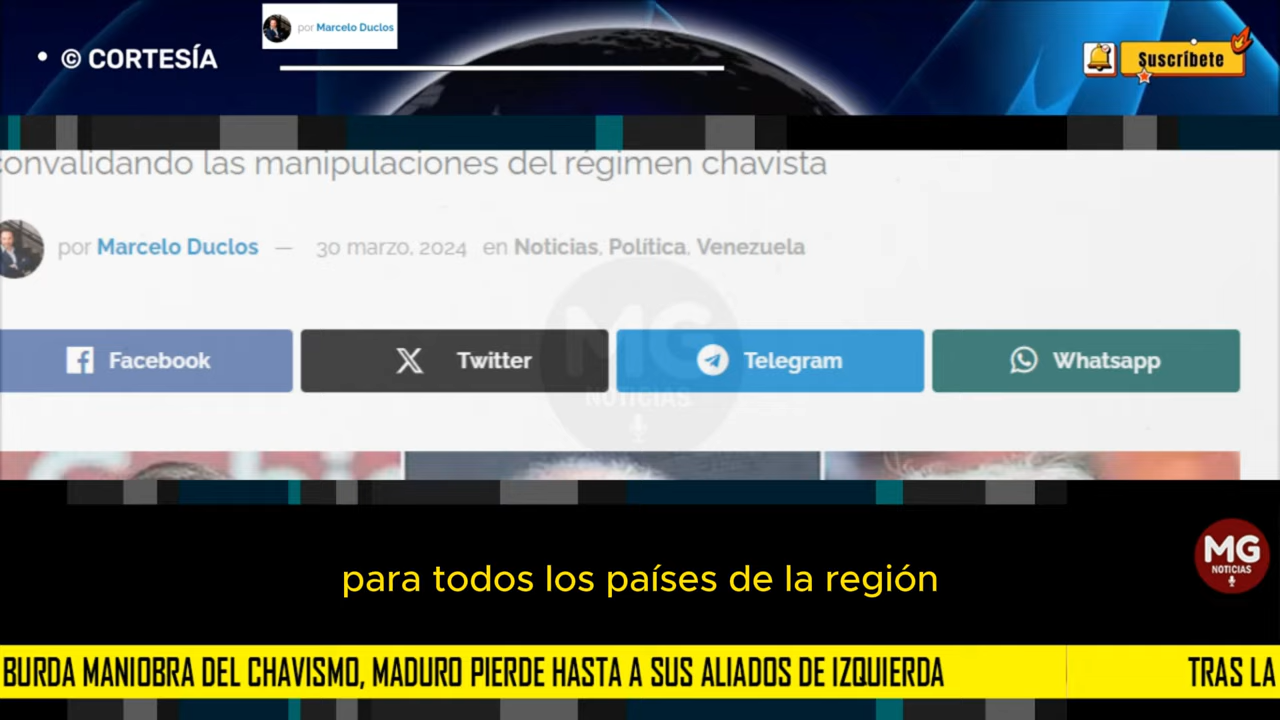 por Marcelo Duclos
• © CORTESÍA
Suscríbete
convalidando las manipulaciones del régimen chavista
por Marcelo Duclos — 30 marzo, 2024 en Noticias, Política, Venezuela
Facebook
Twitter
Telegram
Whatsapp
MG
NOTICIAS
para todos los países de la región
MG
NOTICIAS
BURDA MANIOBRA DEL CHAVISMO, MADURO PIERDE HASTA A SUS ALIADOS DE IZQUIERDA
TRAS LA